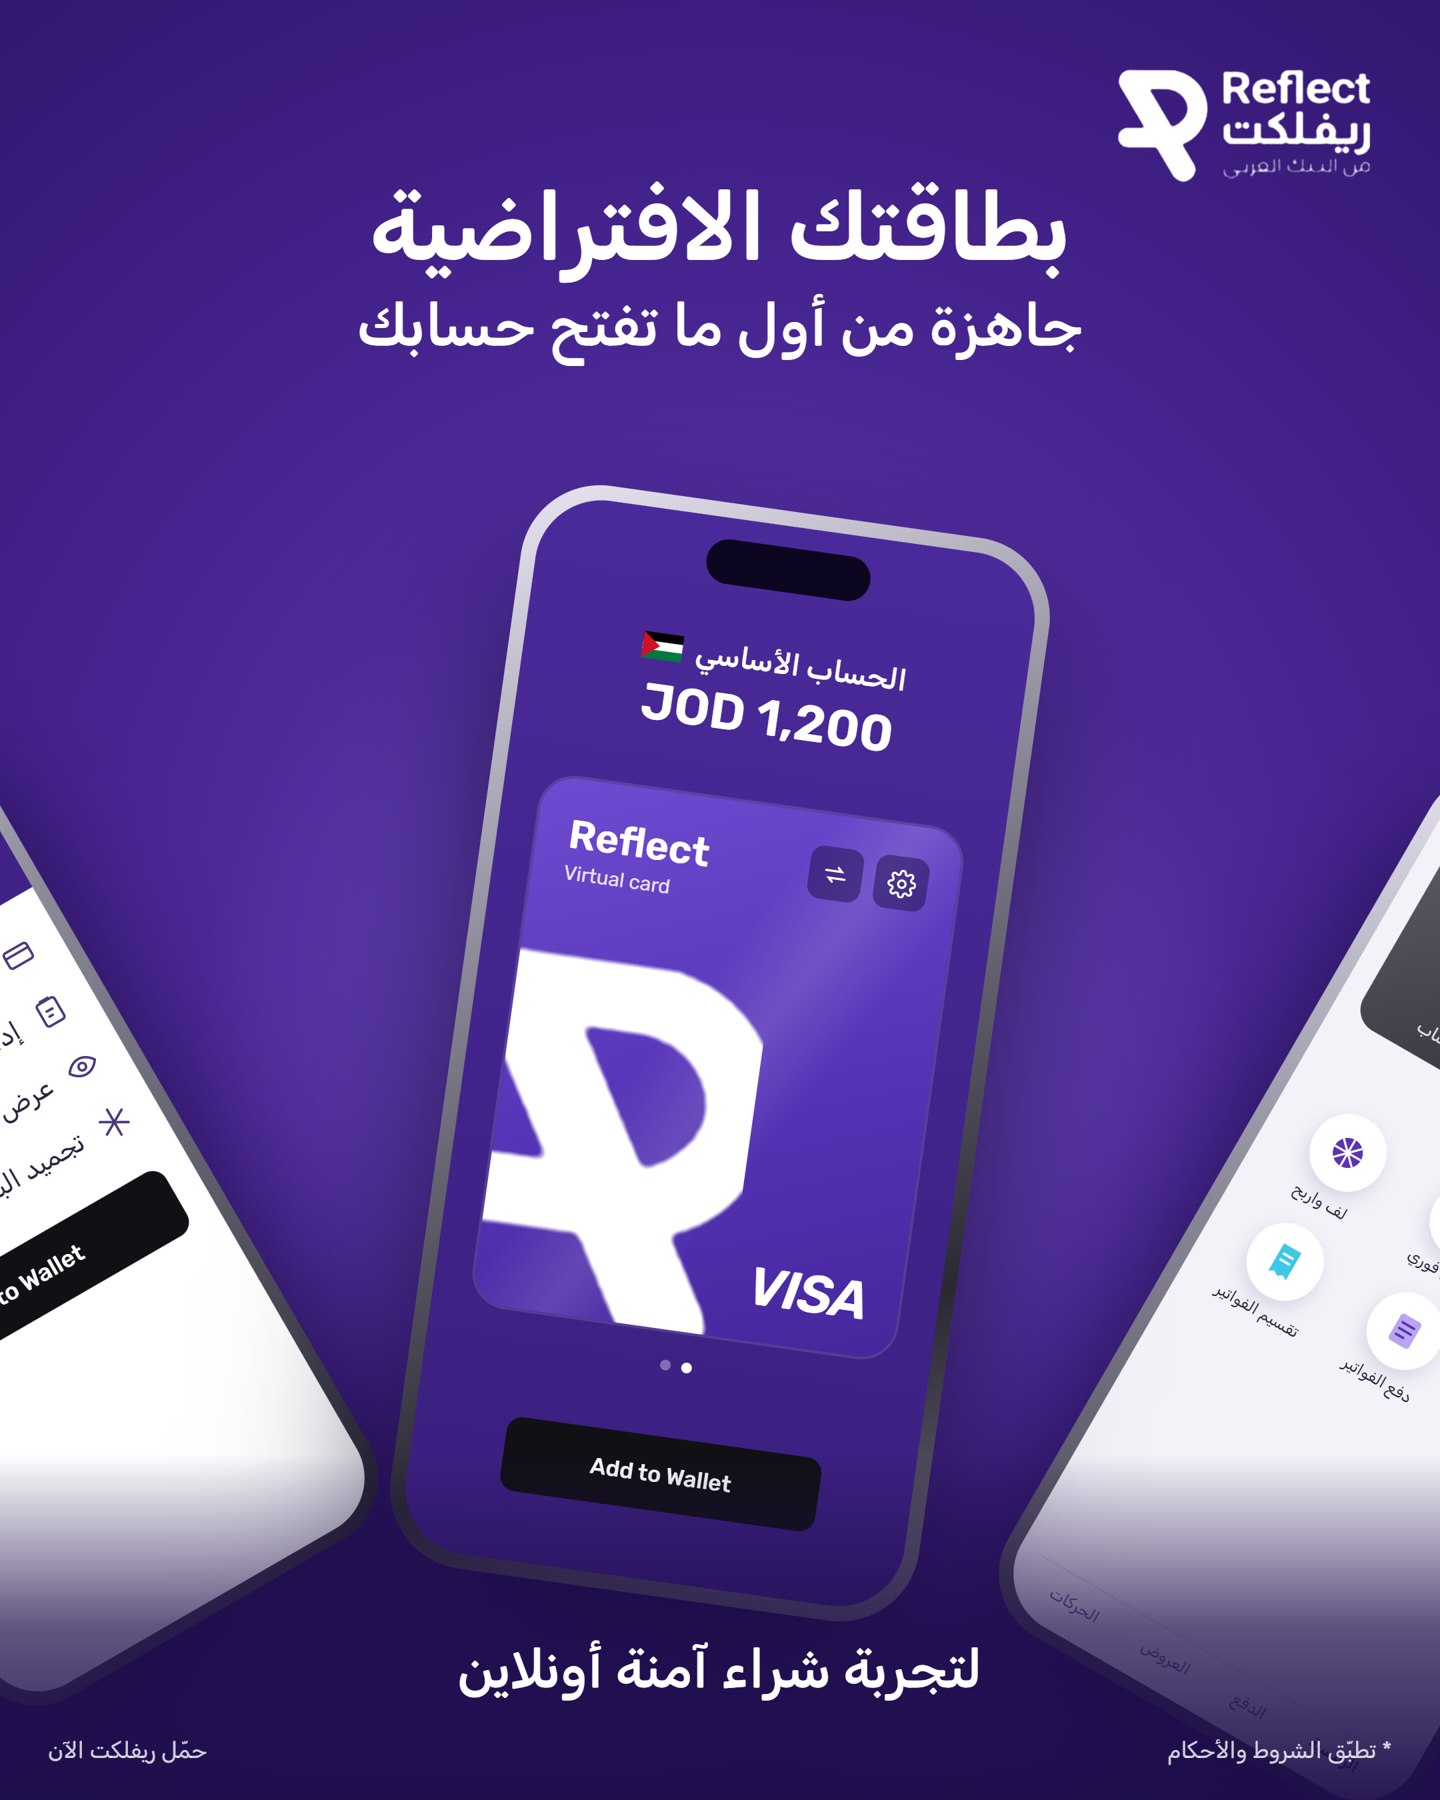 Reflect
ريفلكت
من البنك العربي
بطاقتك الافتراضية
جاهزة من أول ما تفتح حسابك
الحساب الأساسي
JOD 1,200
Reflect
Virtual card
VISA
Add to Wallet
عرض
تجميد
to Wallet
لف واربح
فوري
تقسيم الفواتير
دفع الفواتير
الحركات
العروض
الدفع
لتجربة شراء آمنة أونلاين
* تطبّق الشروط والأحكام
حمّل ريفلكت الآن